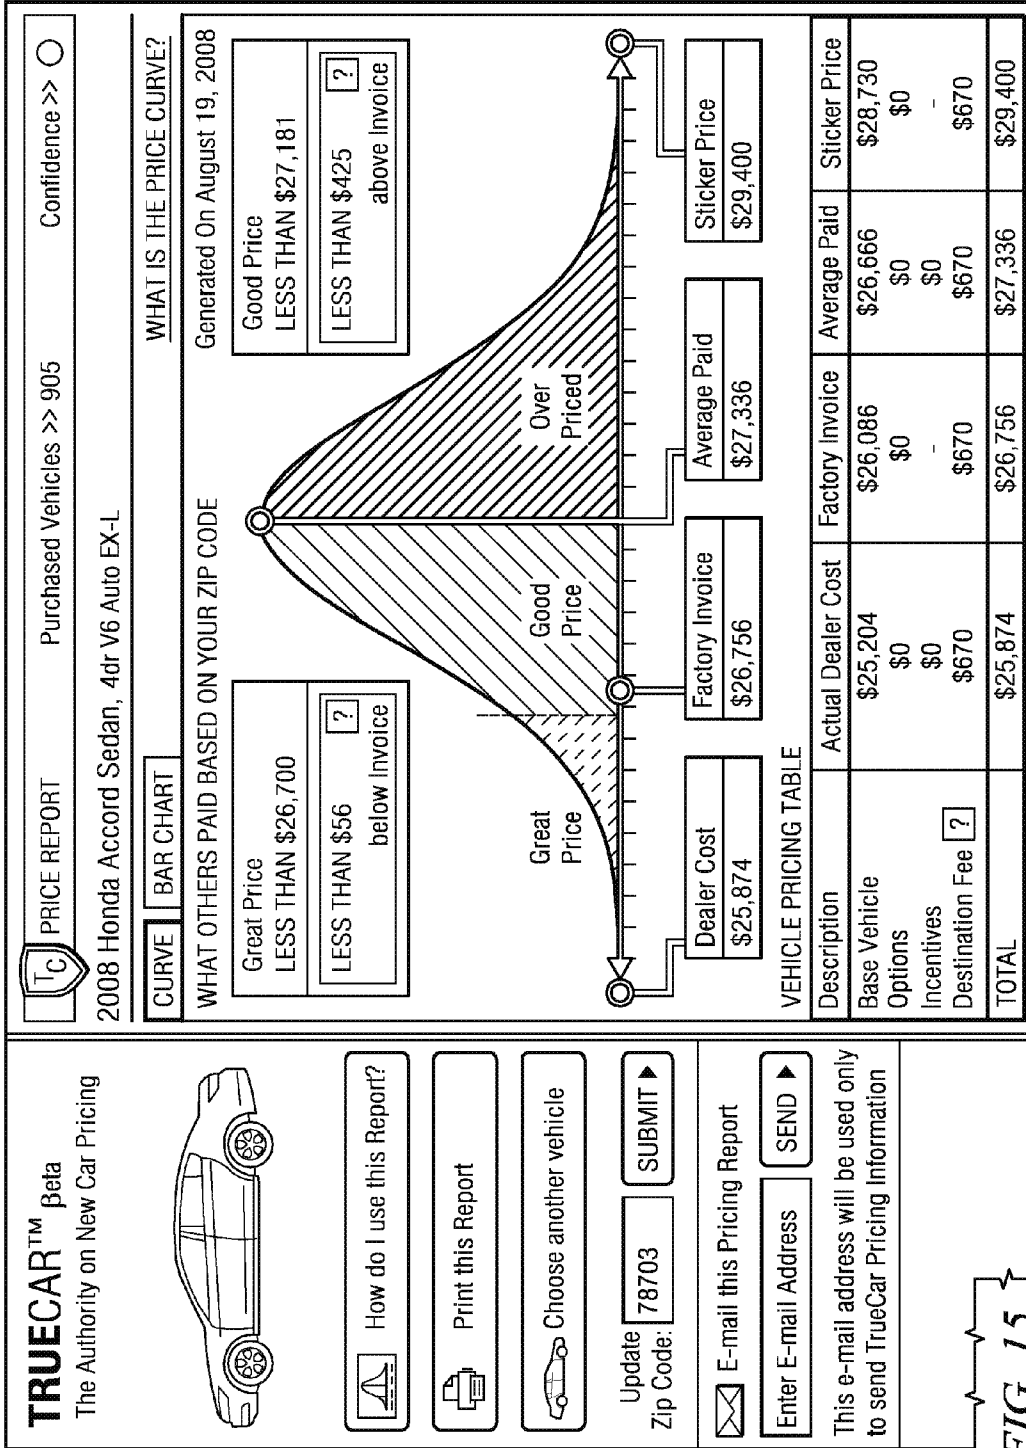 TRUECAR™ βeta
The Authority on New Car Pricing
How do I use this Report?
Print this Report
Choose another vehicle
Update
Zip Code:
78703
SUBMIT
E-mail this Pricing Report
Enter E-mail Address
SEND
This e-mail address will be used only
to send TrueCar Pricing Information
TC PRICE REPORT Purchased Vehicles >> 905 Confidence >>
2008 Honda Accord Sedan, 4dr V6 Auto EX-L
CURVE BAR CHART WHAT IS THE PRICE CURVE?
WHAT OTHERS PAID BASED ON YOUR ZIP CODE Generated On August 19, 2008
Great Price
LESS THAN $26,700
LESS THAN $56 ?
below Invoice
Good Price
LESS THAN $27,181
LESS THAN $425 ?
above Invoice
Great
Price
Good
Price
Over
Priced
Dealer Cost
$25,874
Factory Invoice
$26,756
Average Paid
$27,336
Sticker Price
$29,400
VEHICLE PRICING TABLE
Description Actual Dealer Cost Factory Invoice Average Paid Sticker Price
Base Vehicle $25,204 $26,086 $26,666 $28,730
Options $0 $0 $0 $0
Incentives $0 - $0 -
Destination Fee ? $670 $670 $670 $670
TOTAL $25,874 $26,756 $27,336 $29,400
FIG. 15